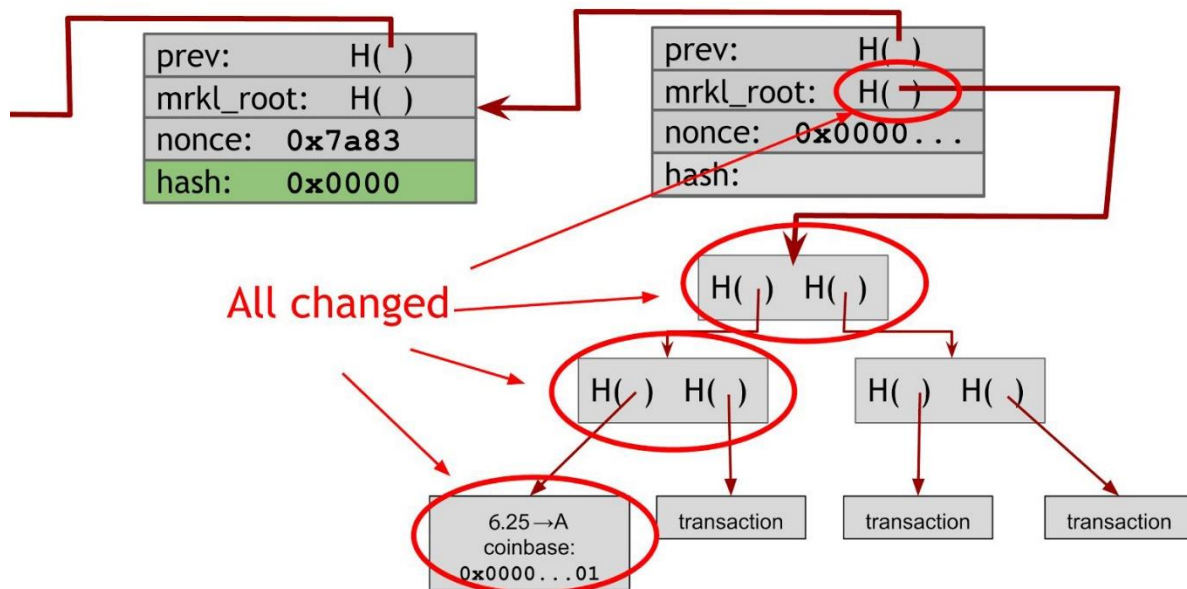 prev: H( )
mrkl_root: H( )
nonce: 0x7a83
hash: 0x0000
prev: H( )
mrkl_root: H( )
nonce: 0x0000...
hash:
All changed
H( ) H( )
H( ) H( )
H( ) H( )
6.25→A
coinbase:
0x0000...01
transaction
transaction
transaction